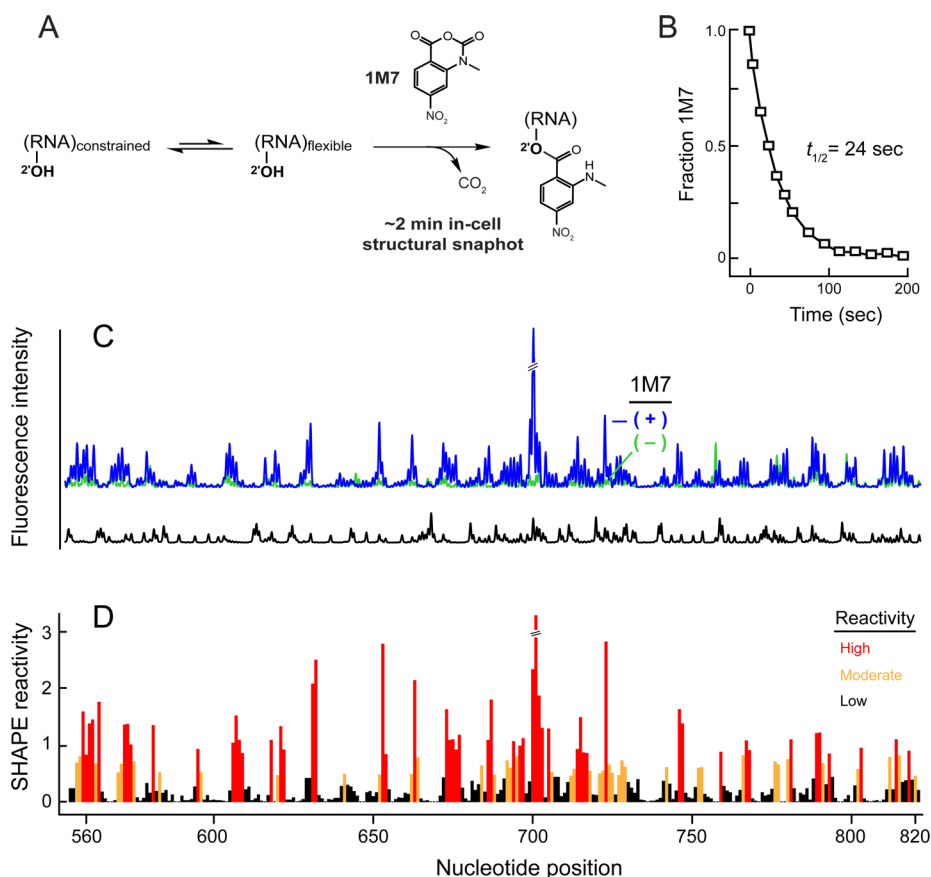 A
1M7
O
O
O
N
NO2
(RNA)constrained
2'OH
(RNA)flexible
2'OH
CO2
~2 min in-cell
structural snaphot
(RNA)
2'O
O
H
N
NO2
B
Fraction 1M7
1.0
0.5
0
t1/2= 24 sec
0
100
200
Time (sec)
C
Fluorescence intensity
1M7
(+)
(–)
D
SHAPE reactivity
3
2
1
0
Reactivity
High
Moderate
Low
560
600
650
700
750
800
820
Nucleotide position